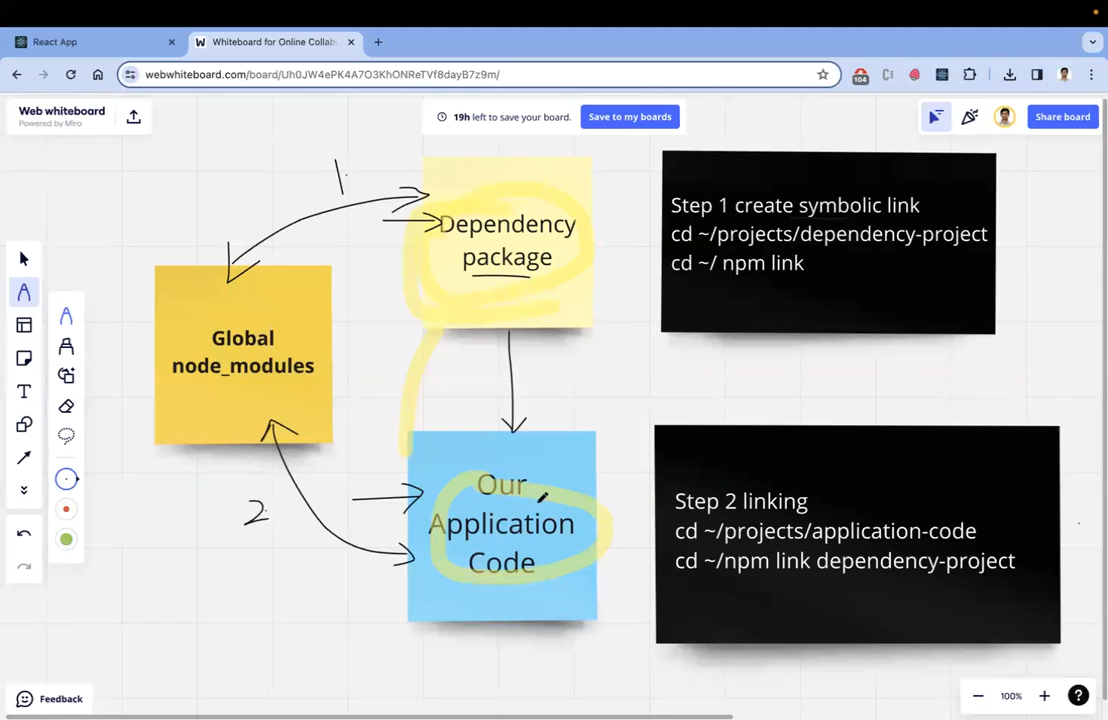 React App
Whiteboard for Online Collab
webwhiteboard.com/board/Uh0JW4ePK4A7O3KhONReTVf8dayB7z9m/
104
Web whiteboard
Powered by Miro
19h left to save your board.
Save to my boards
Share board
1
Dependency
package
Global
node_modules
Our
Application
Code
2
Step 1 create symbolic link
cd ~/projects/dependency-project
cd ~/ npm link
Step 2 linking
cd ~/projects/application-code
cd ~/npm link dependency-project
Feedback
100%